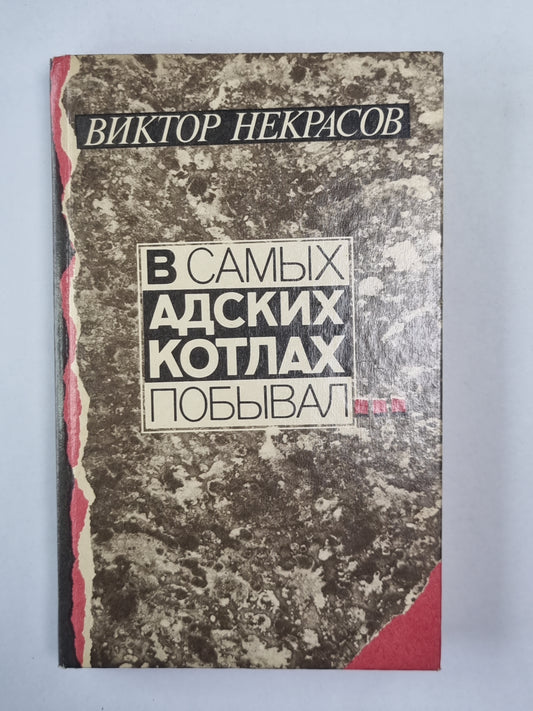 ВИКТОР НЕКРАСОВ
В САМЫХ
АДСКИХ
КОТЛАХ
ПОБЫВАЛ...